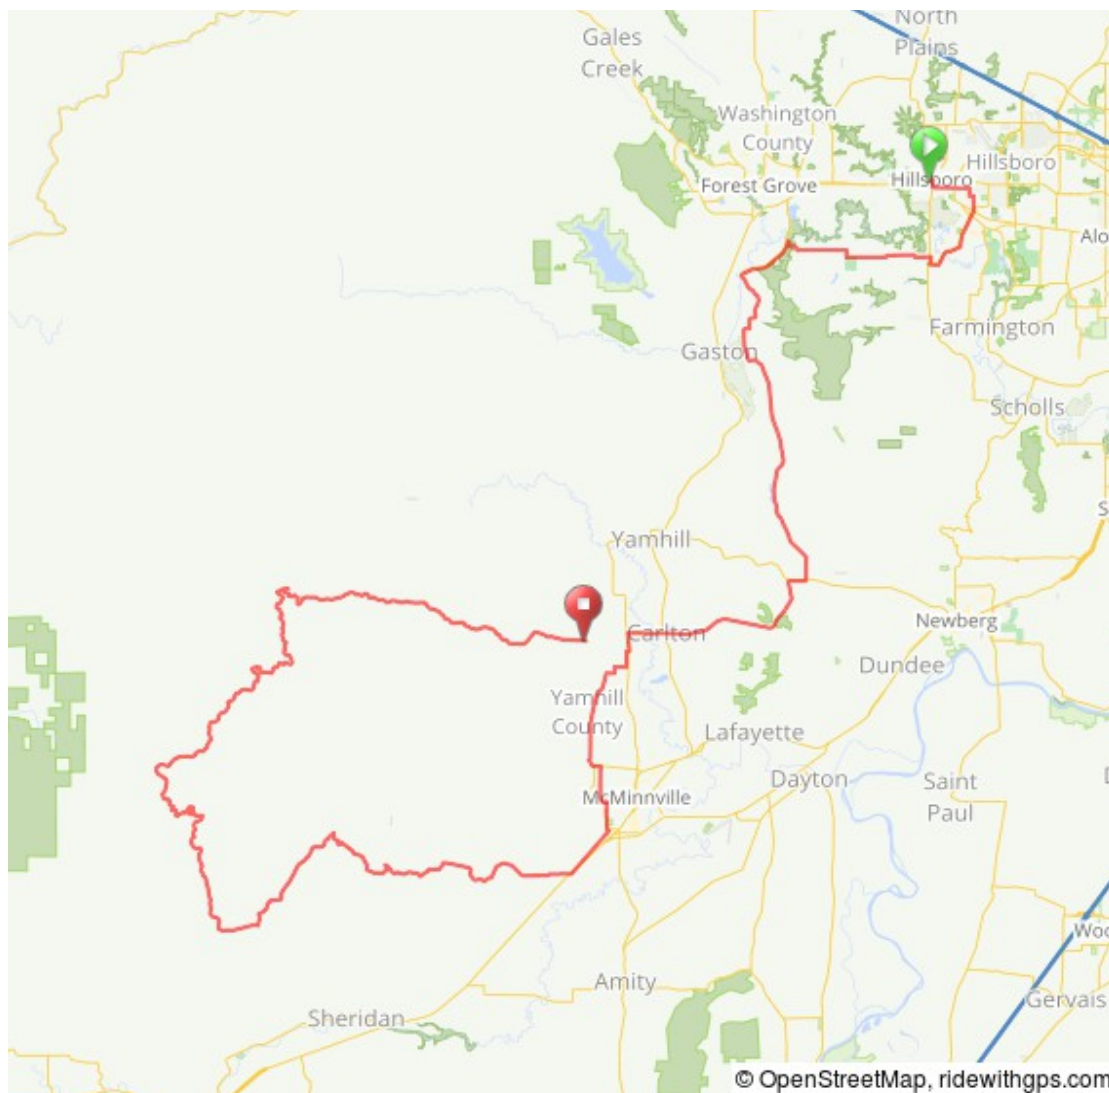 North
Plains
Gales
Creek
Washington
County
Hillsboro
Hillsboro
Forest Grove
Alo
Farmington
Gaston
Scholls
S
Yamhill
Newberg
Carlton
Dundee
Yamhill
County
Lafayette
Dayton
Saint
Paul
D
McMinnville
Woo
Amity
Gervais
Sheridan
© OpenStreetMap, ridewithgps.com